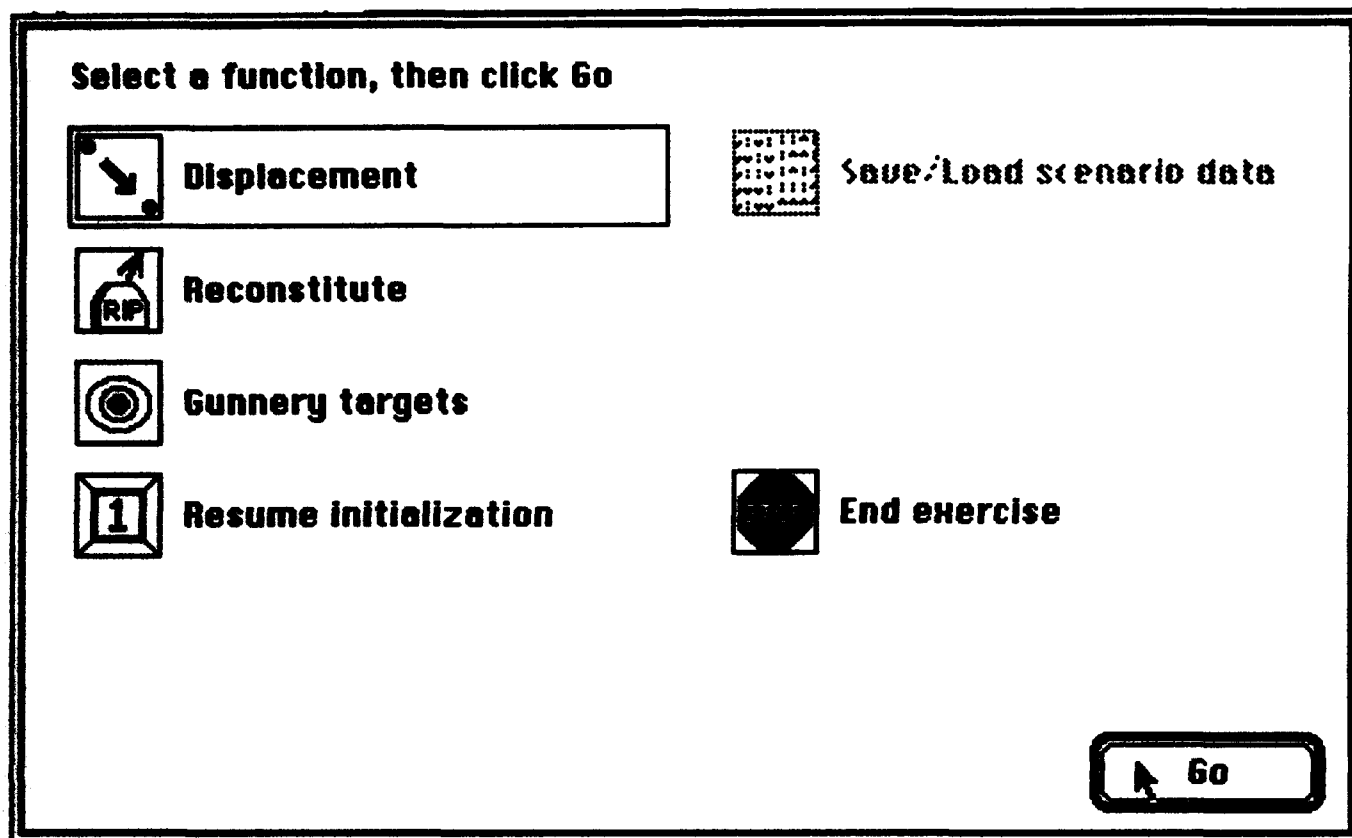 Select a function, then click Go
Displacement
Save/Load scenario data
RIP
Reconstitute
Gunnery targets
1
Resume initialization
End exercise
Go